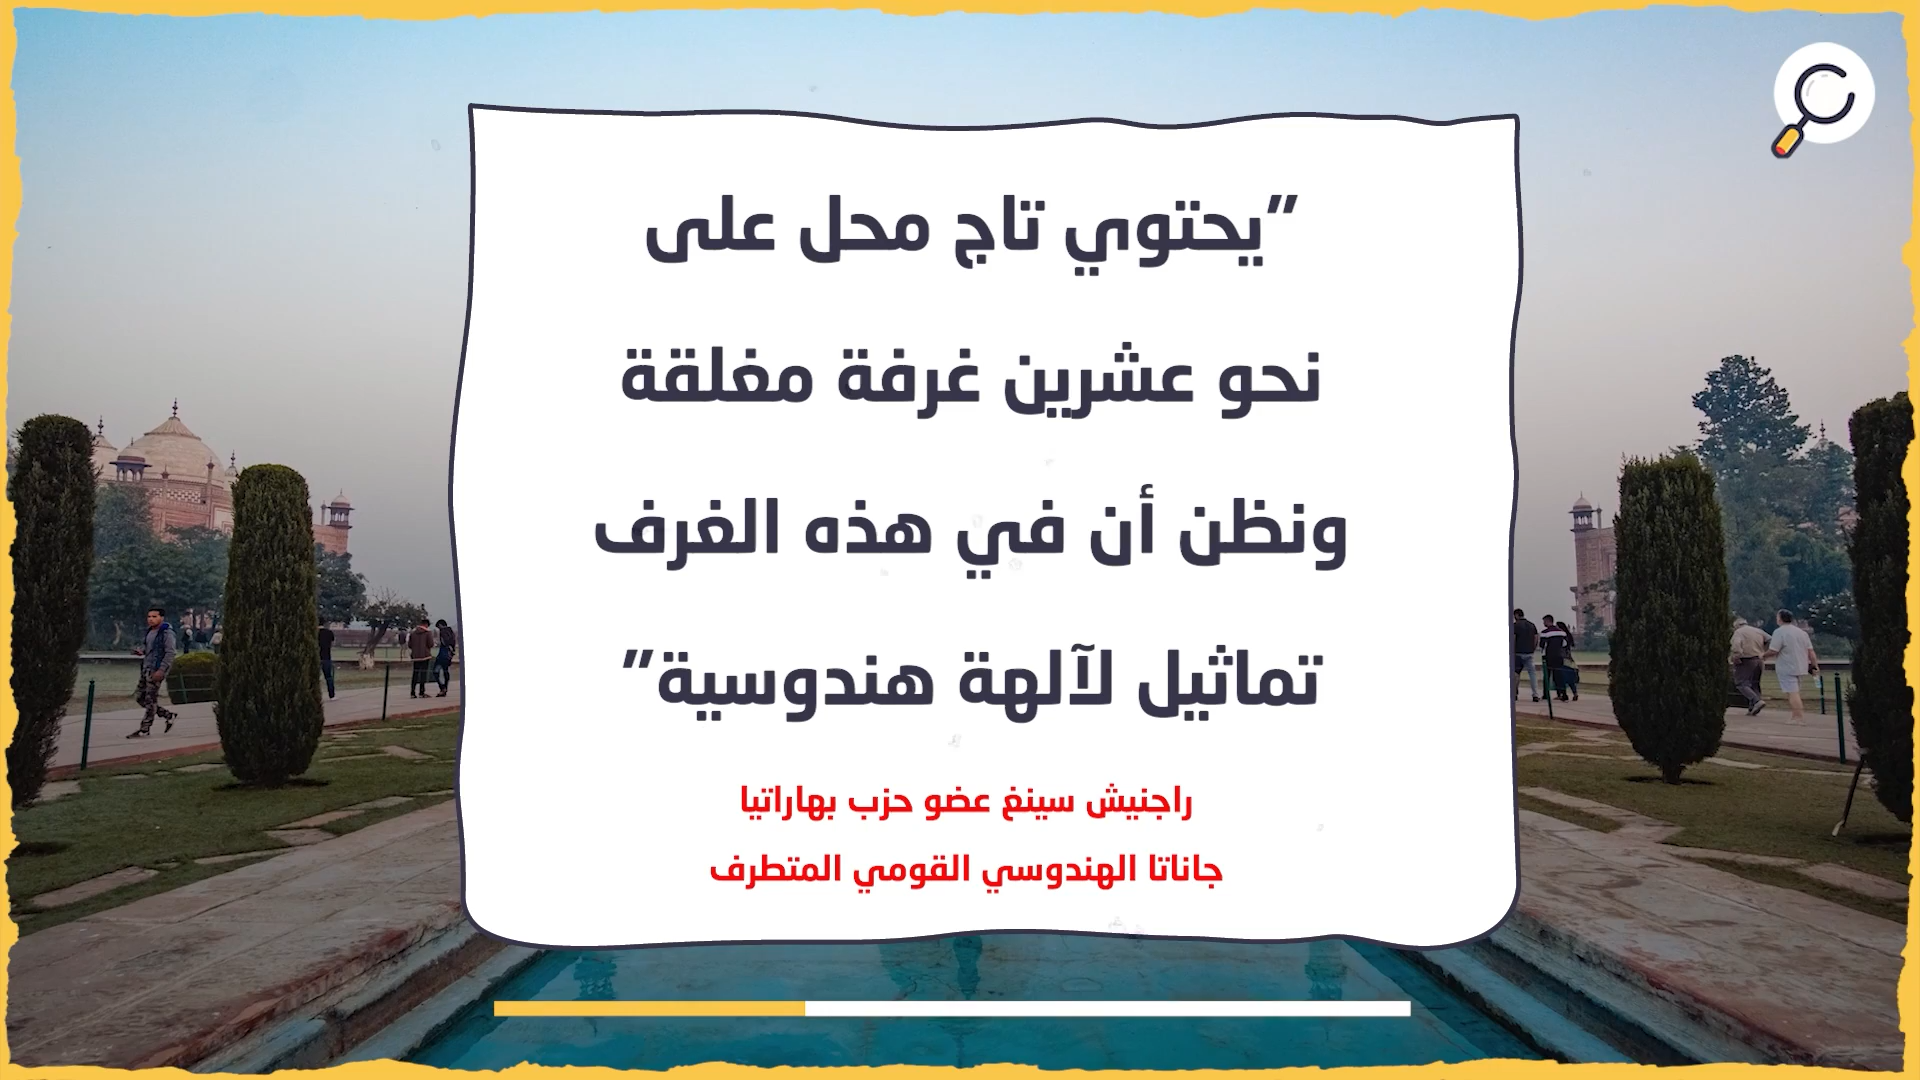 ”يحتوي تاج محل على
نحو عشرين غرفة مغلقة
ونظن أن في هذه الغرف
تماثيل لآلهة هندوسية”
راجنيش سينغ عضو حزب بهاراتيا
جاناتا الهندوسي القومي المتطرف